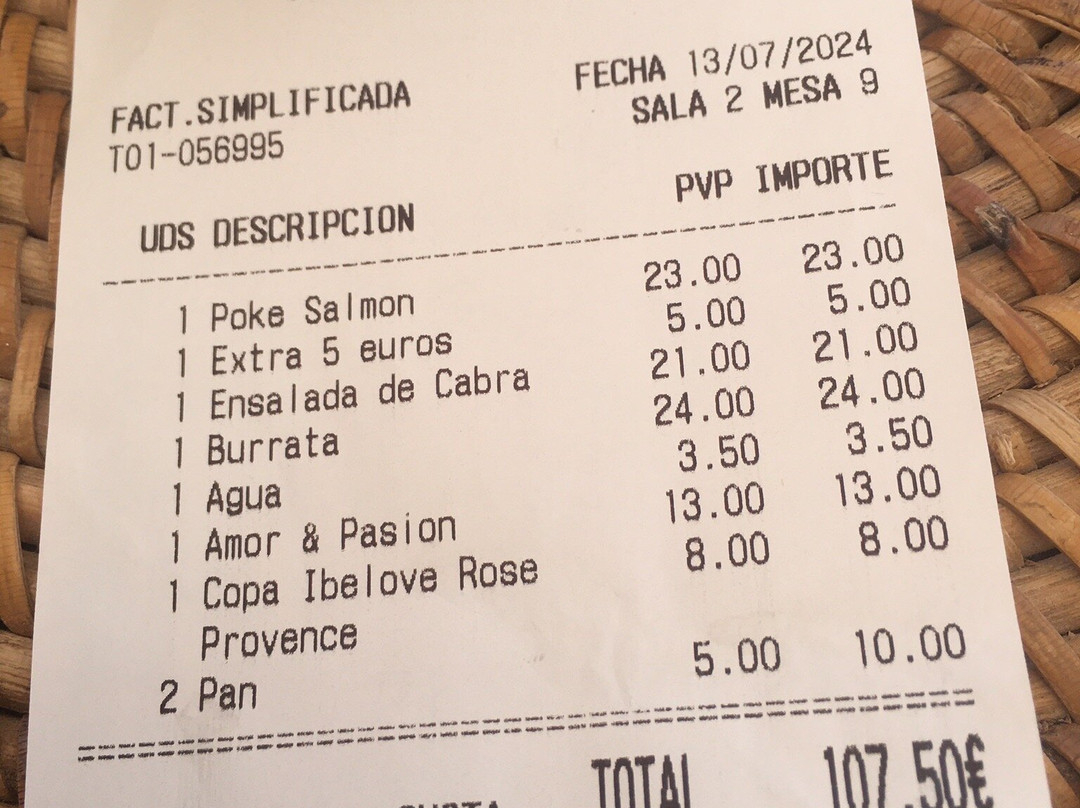 FECHA 13/07/2024
FACT.SIMPLIFICADA SALA 2 MESA 9
T01-056995
UDS DESCRIPCION PVP IMPORTE
1 Poke Salmon 23.00 23.00
1 Extra 5 euros 5.00 5.00
1 Ensalada de Cabra 21.00 21.00
1 Burrata 24.00 24.00
1 Agua 3.50 3.50
1 Amor & Pasion 13.00 13.00
1 Copa Ibelove Rose 8.00 8.00
Provence
2 Pan 5.00 10.00
TOTAL 107.50€